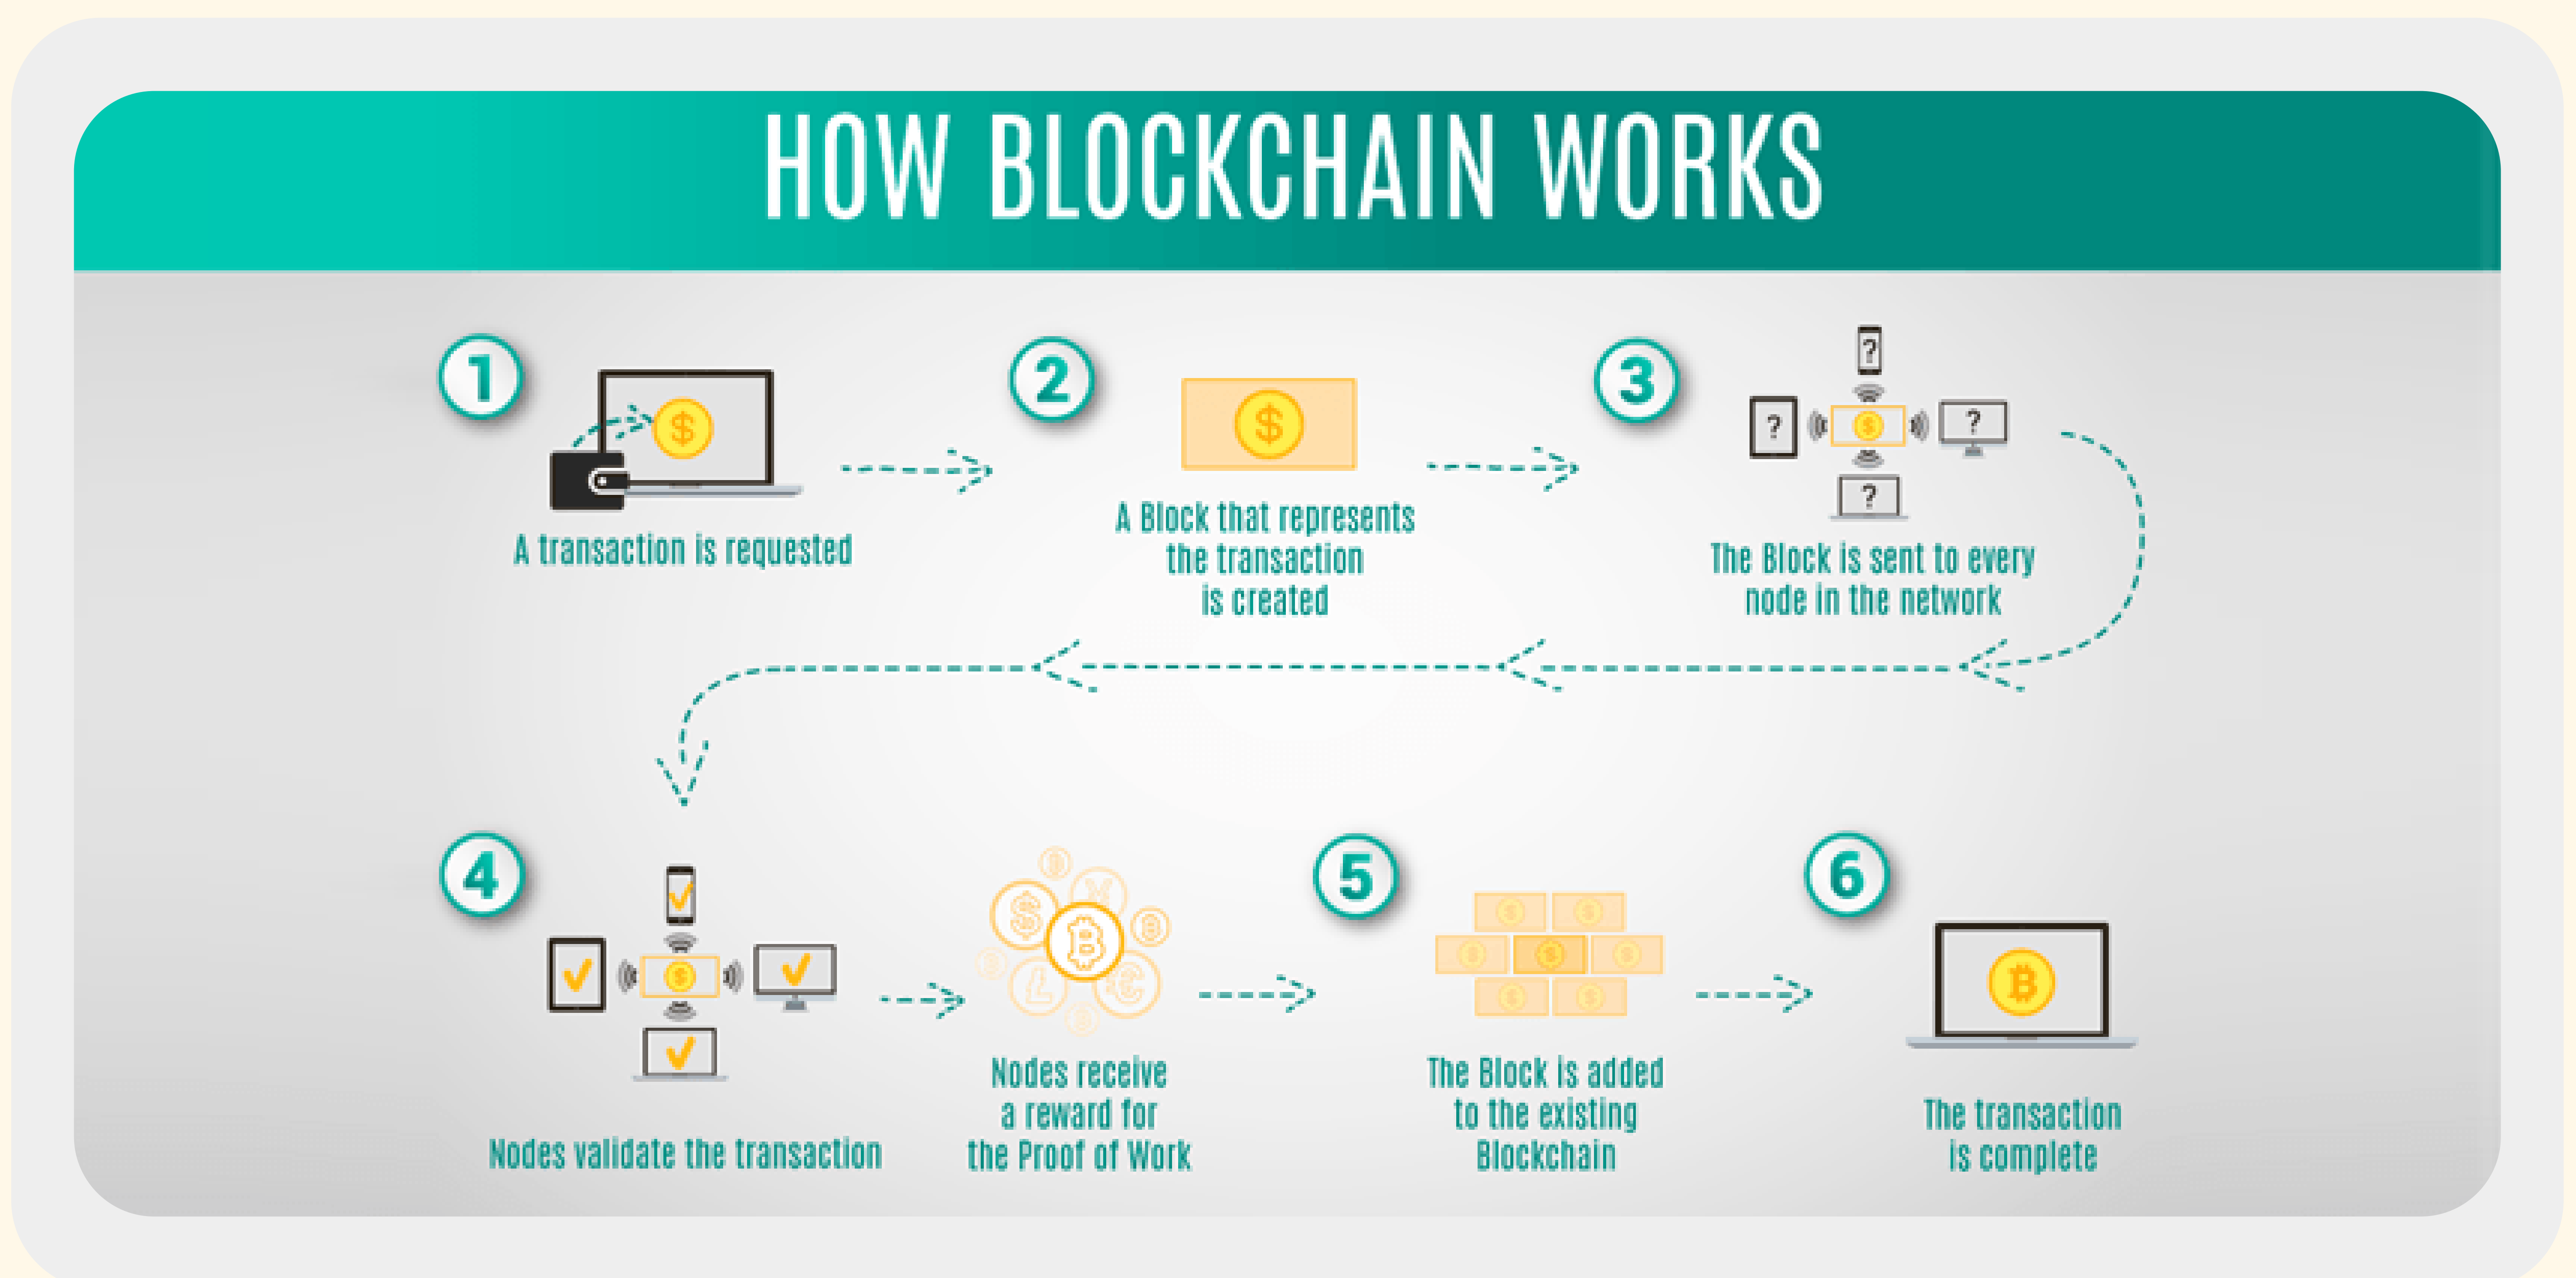 HOW BLOCKCHAIN WORKS
1
A transaction is requested
2
$
A Block that represents
the transaction
is created
3
?
?
?
?
The Block is sent to every
node in the network
4
Nodes validate the transaction
Nodes receive
a reward for
the Proof of Work
5
The Block is added
to the existing
Blockchain
6
The transaction
is complete